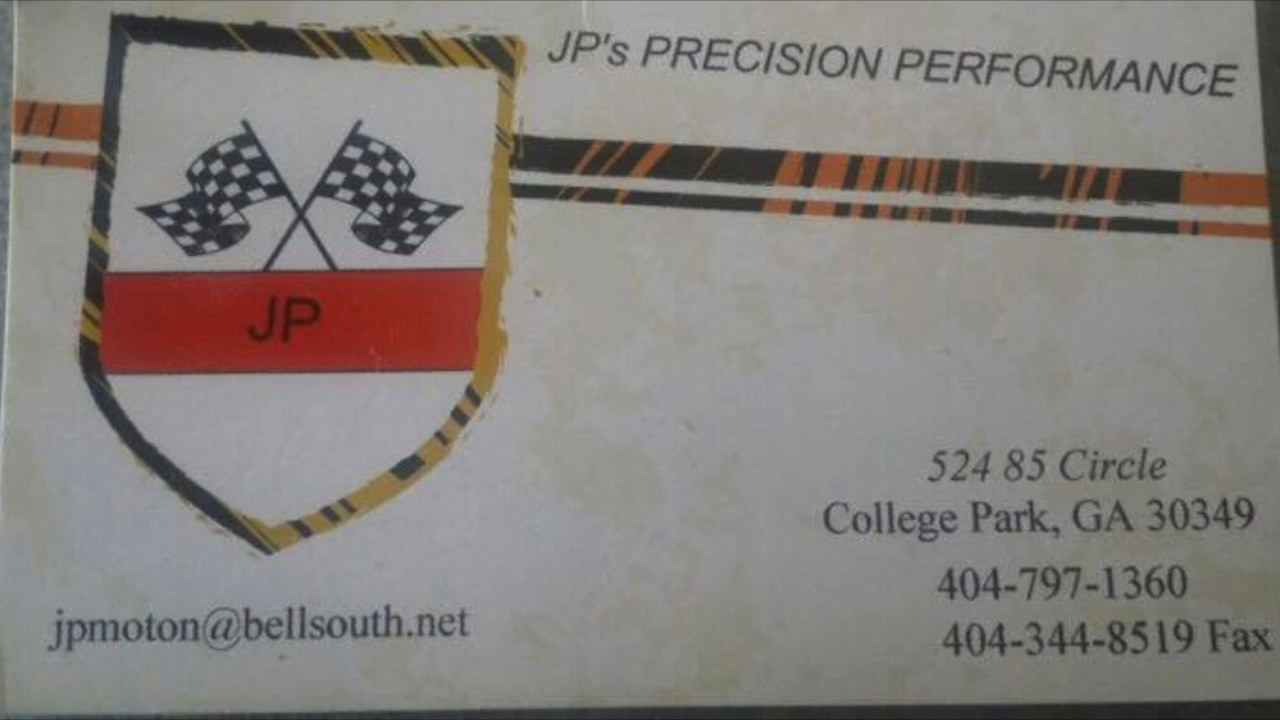 JP's PRECISION PERFORMANCE
JP
524 85 Circle
College Park, GA 30349
404-797-1360
404-344-8519 Fax
jpmoton@bellsouth.net